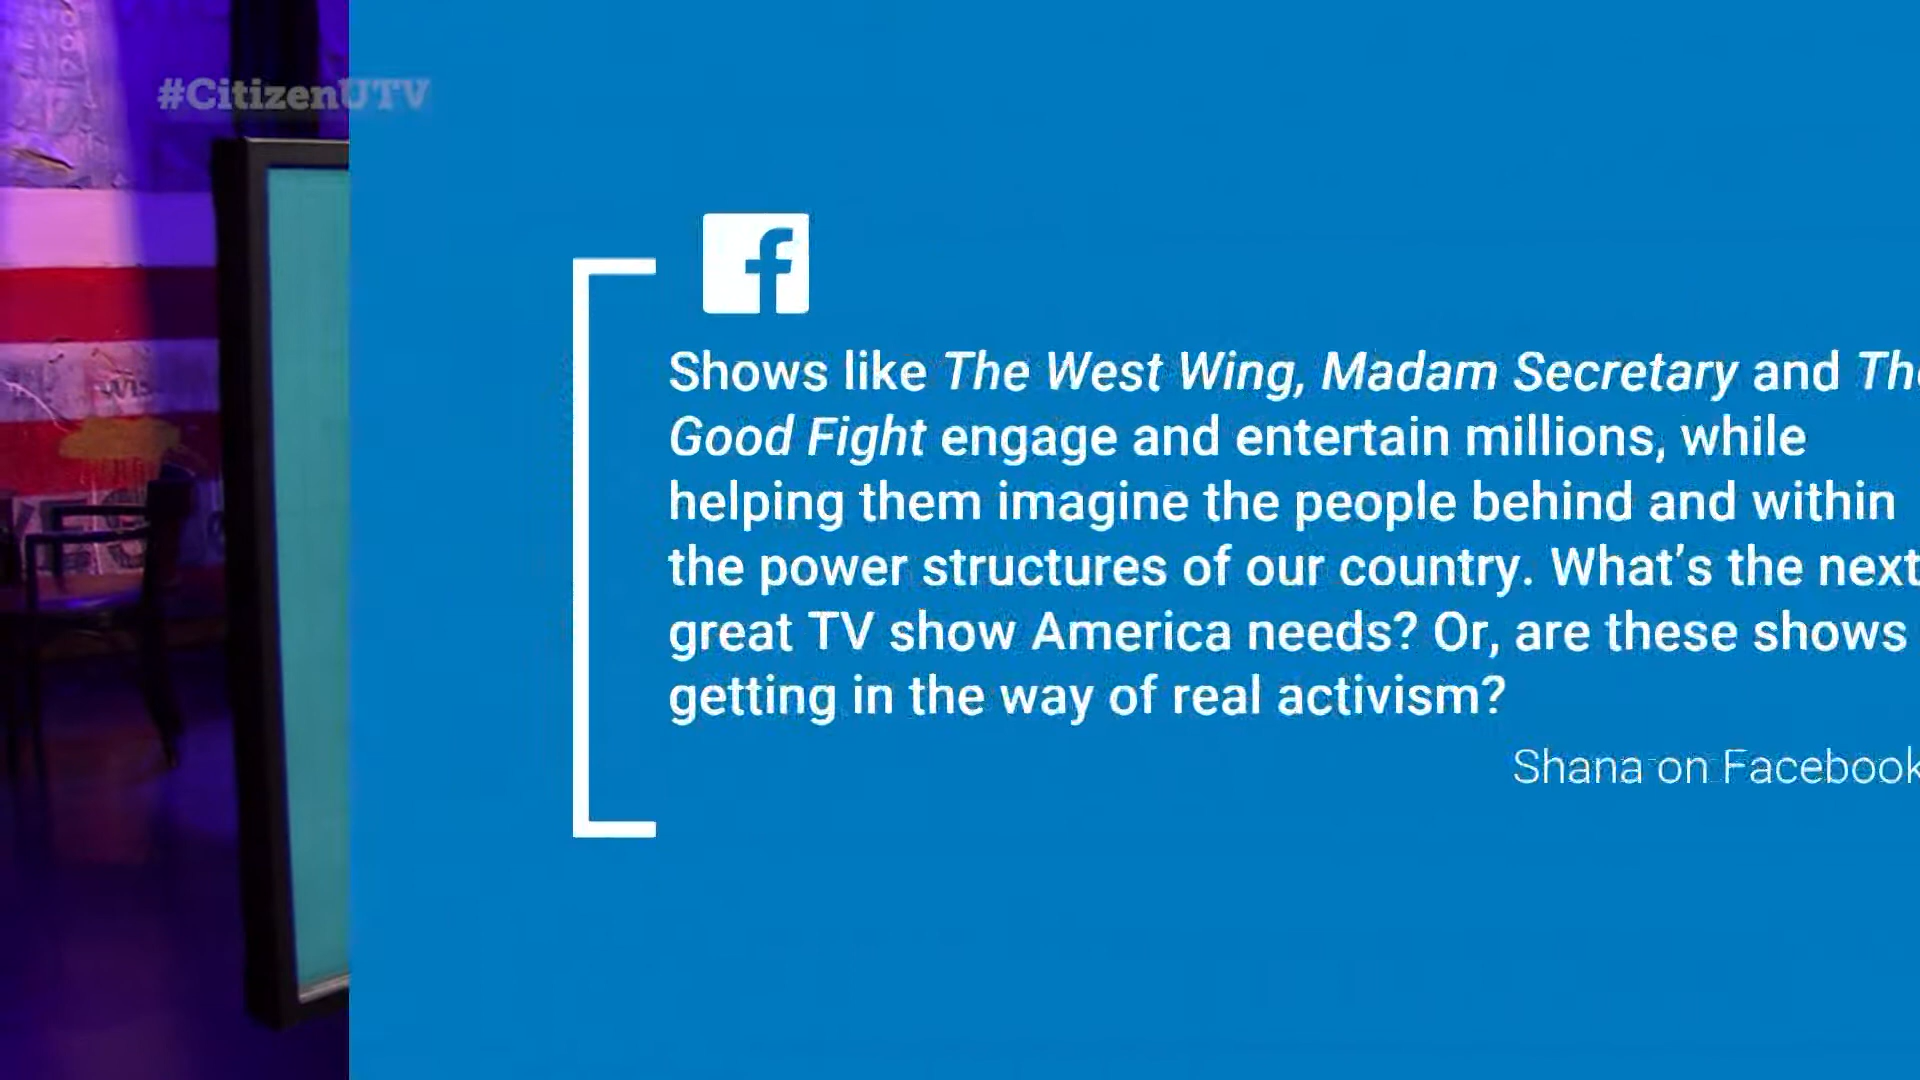 #CitizenUTV
Shows like The West Wing, Madam Secretary and The
Good Fight engage and entertain millions, while
helping them imagine the people behind and within
the power structures of our country. What’s the next
great TV show America needs? Or, are these shows
getting in the way of real activism?
Shana on Facebook